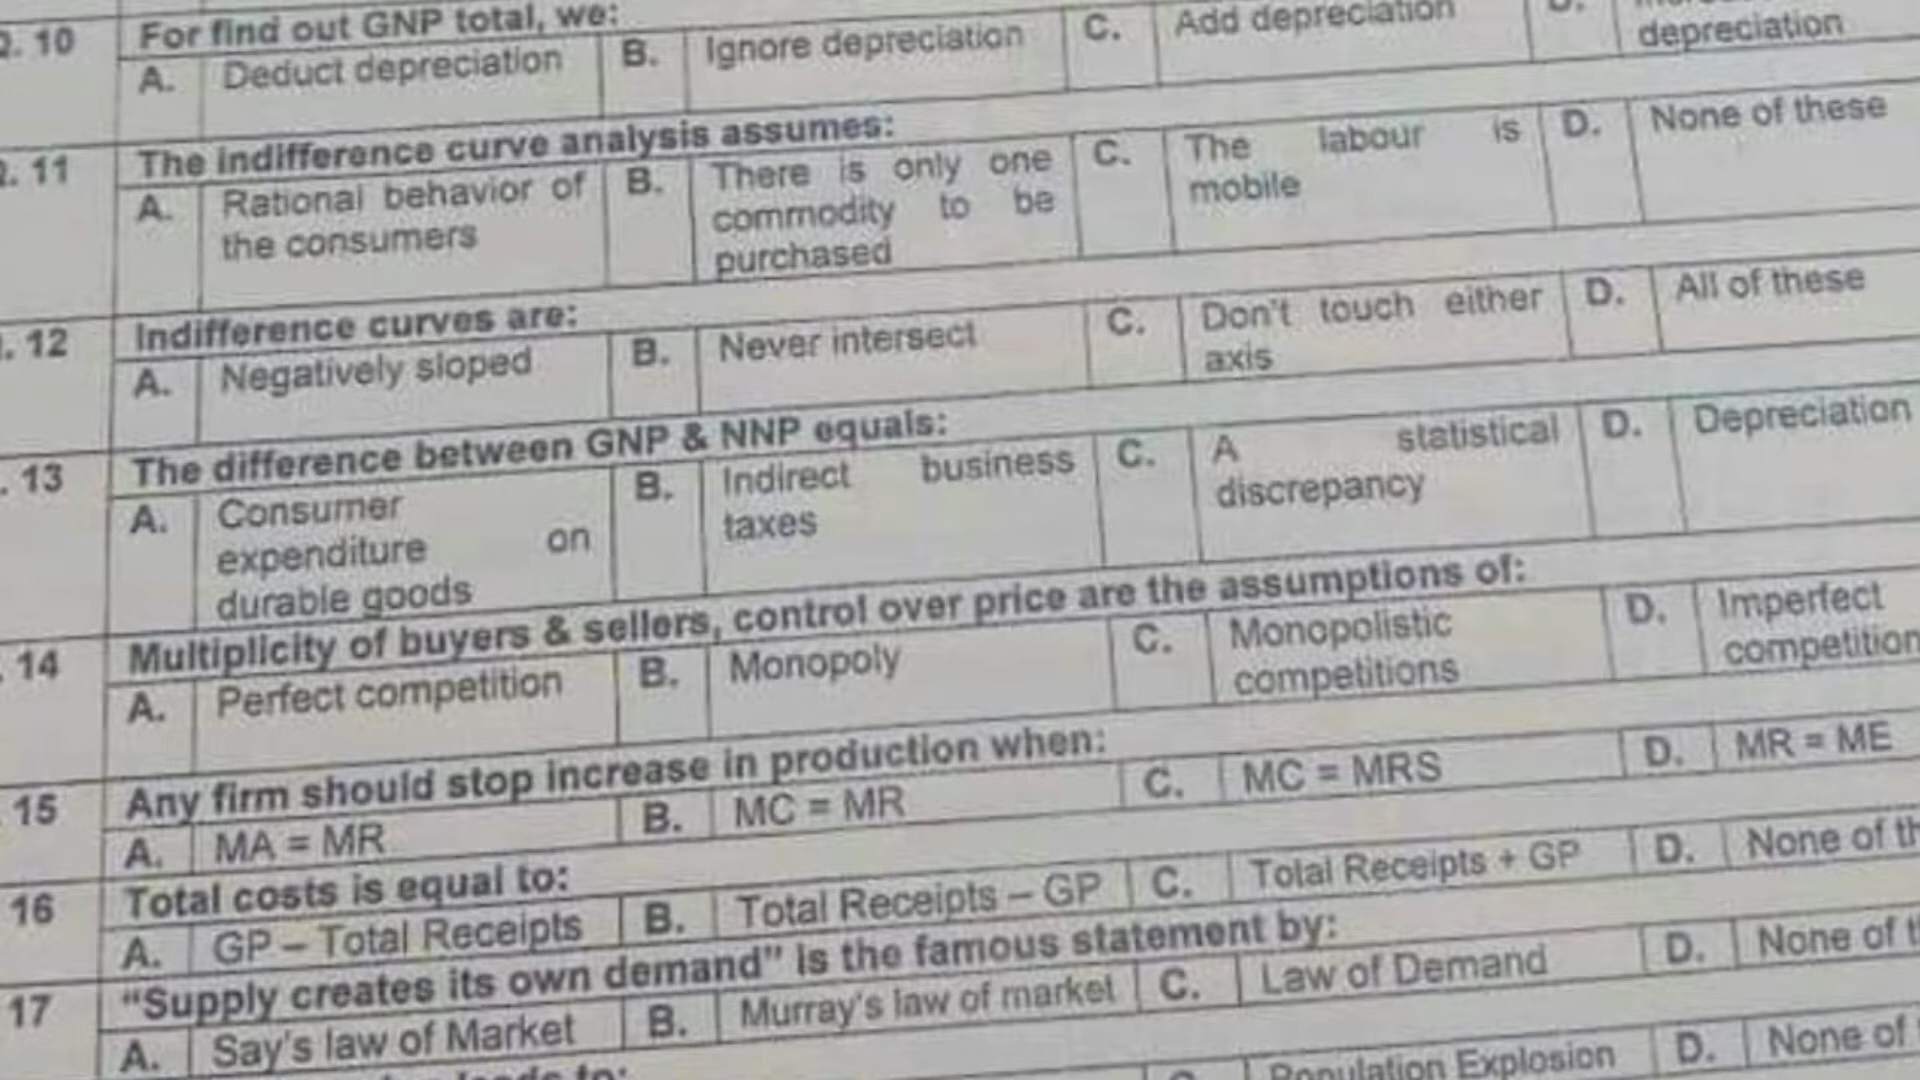 . 10 For find out GNP total, we:
A. Deduct depreciation B. Ignore depreciation C. Add depreciation
depreciation
. 11 The indifference curve analysis assumes:
A. Rational behavior of B. There is only one C. The labour is D. None of these
the consumers commodity to be mobile
purchased
. 12 Indifference curves are:
A. Negatively sloped B. Never intersect C. Don't touch either D. All of these
axis
. 13 The difference between GNP & NNP equals:
A. Consumer B. Indirect business C. A statistical D. Depreciation
expenditure on taxes discrepancy
durable goods
14 Multiplicity of buyers & sellers, control over price are the assumptions of:
A. Perfect competition B. Monopoly C. Monopolistic D. Imperfect
competitions competition
15 Any firm should stop increase in production when:
A. MA = MR B. MC = MR C. MC = MRS D. MR = ME
16 Total costs is equal to:
A. GP – Total Receipts B. Total Receipts – GP C. Total Receipts + GP D. None of th
17 "Supply creates its own demand" is the famous statement by:
A. Say's law of Market B. Murray's law of market C. Law of Demand D. None of t
to:
Population Explosion D. None of